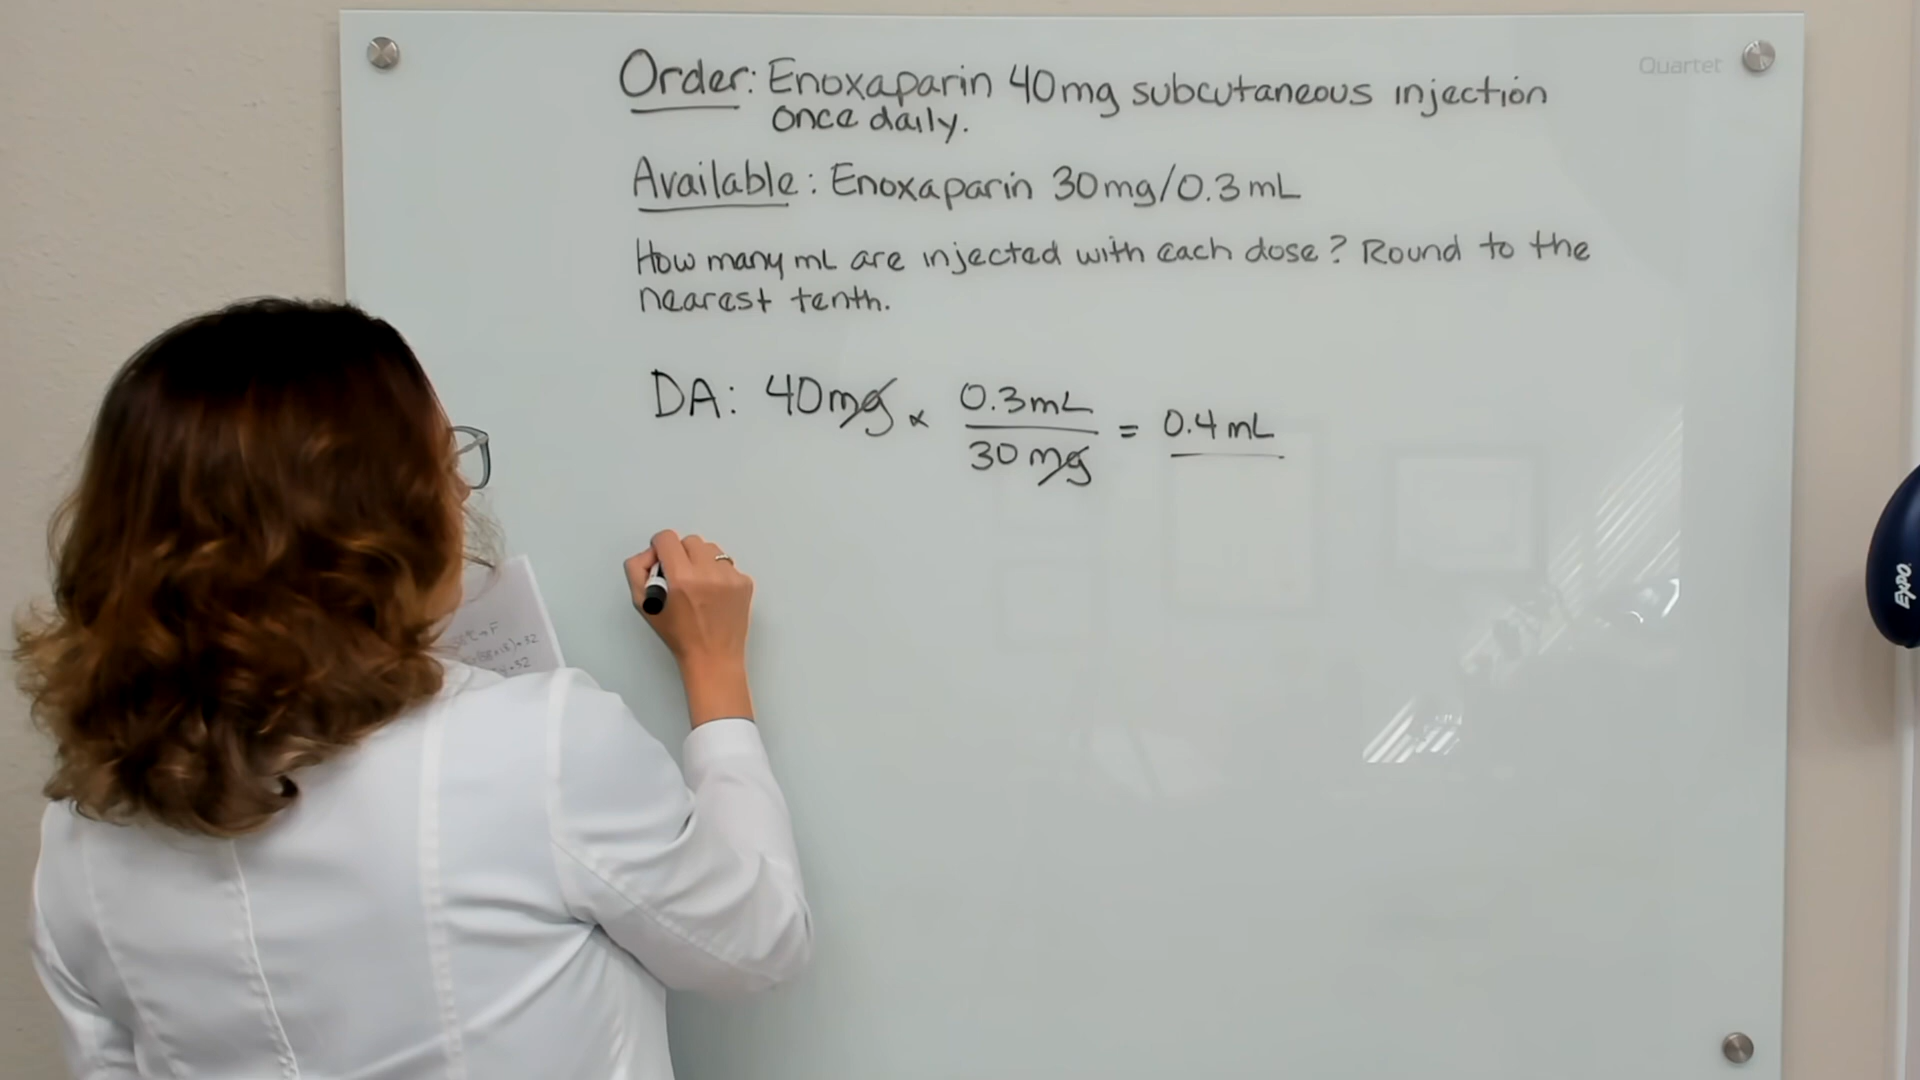 Quartet
Order: Enoxaparin 40mg subcutaneous injection
once daily.
Available: Enoxaparin 30mg/0.3mL
How many mL are injected with each dose? Round to the
nearest tenth.
DA: 40mg x 0.3mL / 30mg = 0.4mL
EXPO